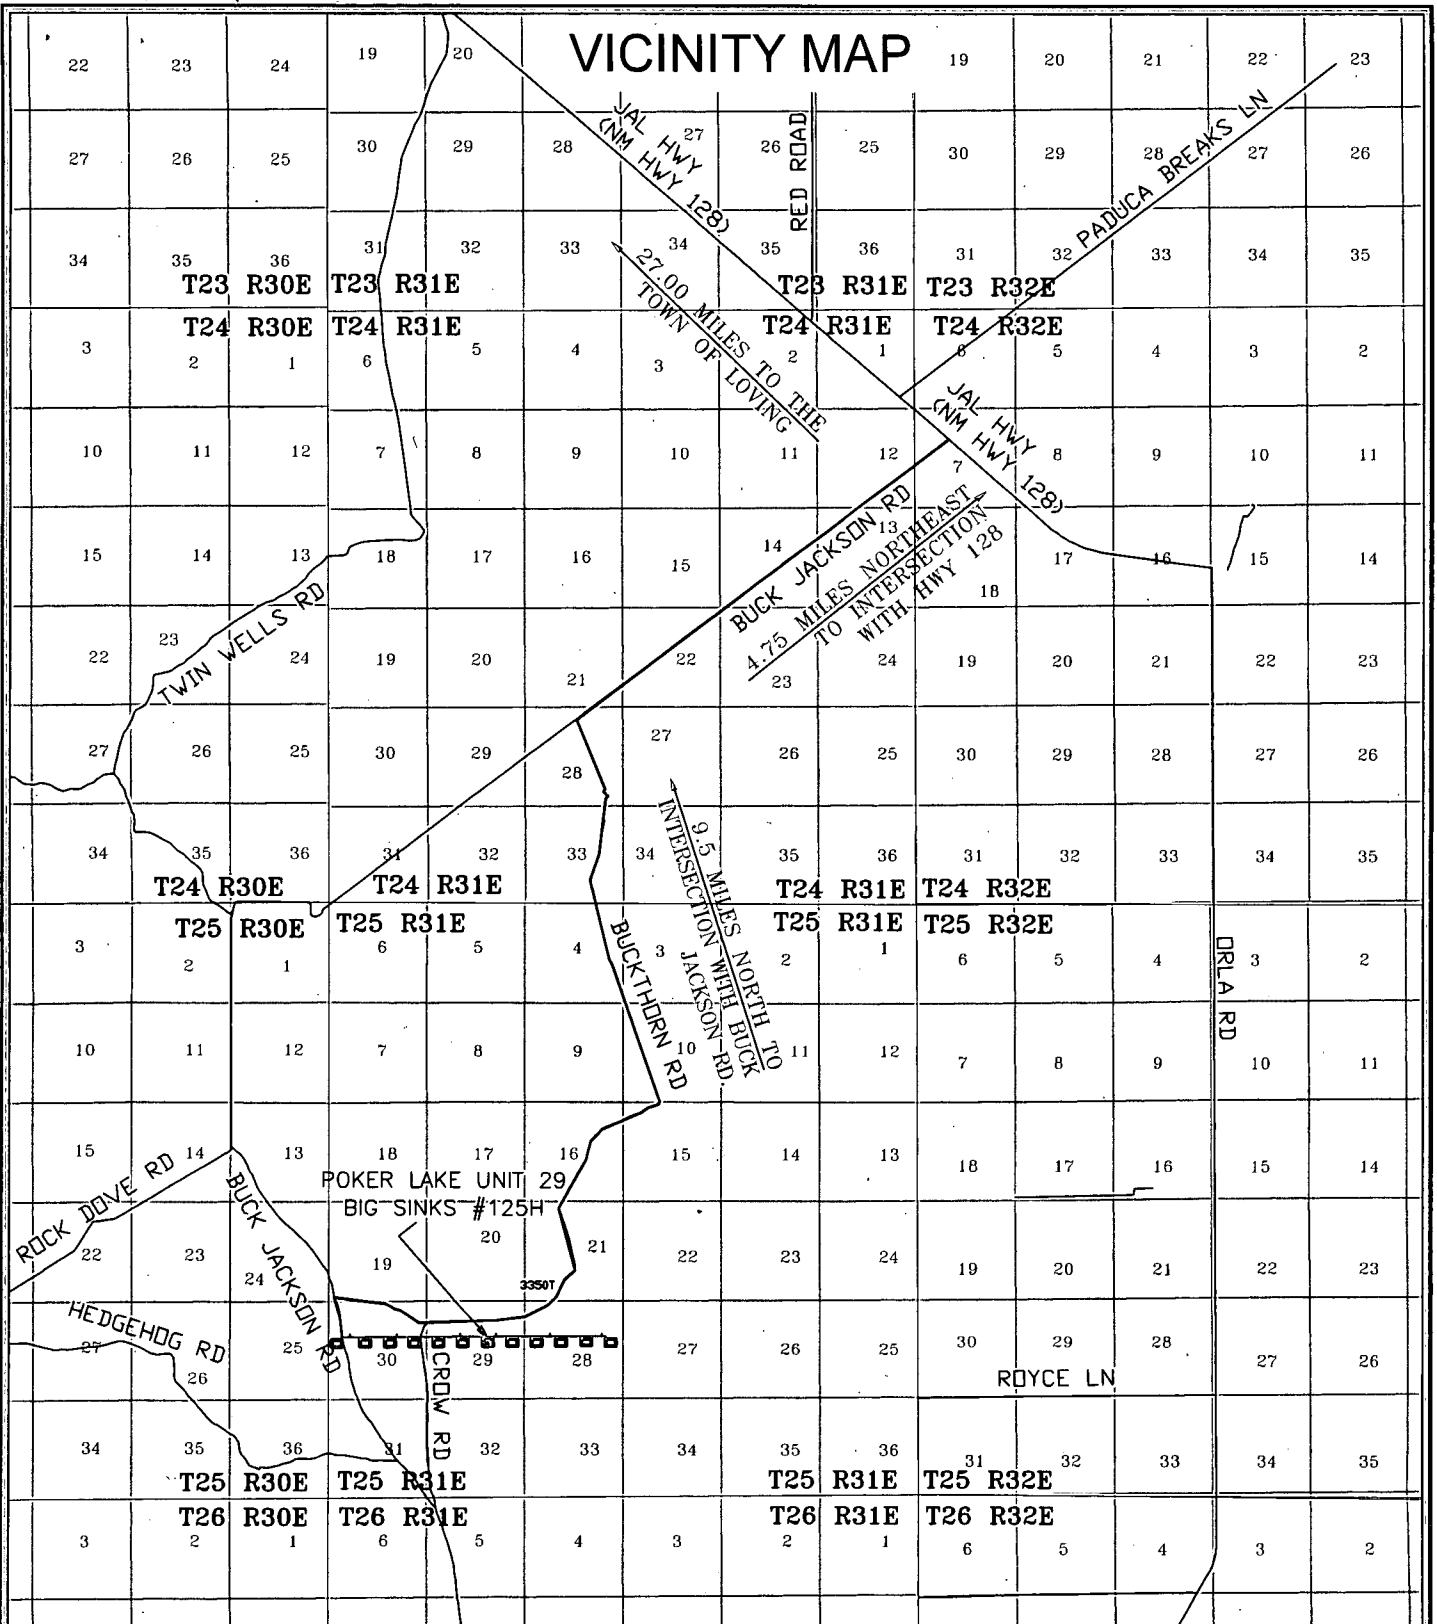 VICINITY MAP
22 23 24 19 20 19 20 21 22 23
JAL HWY
(NM HWY 128)
RED ROAD
PADUCA BREAKS LN
27 26 25 30 29 28 27 26 25 30 29 28 27 26
34 35 36 31 32 33 34 35 36 31 32 33 34 35
T23 R30E T23 R31E T23 R31E T23 R32E
27.00 MILES TO THE
TOWN OF LOVING
T24 R30E T24 R31E T24 R31E T24 R32E
3 2 1 6 5 4 3 2 1 6 5 4 3 2
JAL HWY
(NM HWY 128)
10 11 12 7 8 9 10 11 12 7 8 9 10 11
BUCK JACKSON RD
4.75 MILES NORTHEAST
TO INTERSECTION
WITH HWY 128
15 14 13 18 17 16 15 14 13 18 17 16 15 14
TWIN WELLS RD
22 23 24 19 20 21 22 23 24 19 20 21 22 23
27 26 25 30 29 28 27 26 25 30 29 28 27 26
9.5 MILES NORTH TO
INTERSECTION WITH BUCK
JACKSON RD.
34 35 36 31 32 33 34 35 36 31 32 33 34 35
T24 R30E T24 R31E T24 R31E T24 R32E
T25 R30E T25 R31E T25 R31E T25 R32E
3 2 1 6 5 4 3 2 1 6 5 4 3 2
BUCKTHORN RD
ORLA RD
10 11 12 7 8 9 10 11 12 7 8 9 10 11
15 14 13 18 17 16 15 14 13 18 17 16 15 14
ROCK DOVE RD
BUCK JACKSON RD
POKER LAKE UNIT 29
BIG SINKS #125H
22 23 24 19 20 21 22 23 24 19 20 21 22 23
3350T
HEDGEHOG RD
27 26 25 30 29 28 27 26 25 30 29 28 27 26
CROW RD
ROYCE LN
34 35 36 31 32 33 34 35 36 31 32 33 34 35
T25 R30E T25 R31E T25 R31E T25 R32E
T26 R30E T26 R31E T26 R31E T26 R32E
3 2 1 6 5 4 3 2 1 6 5 4 3 2